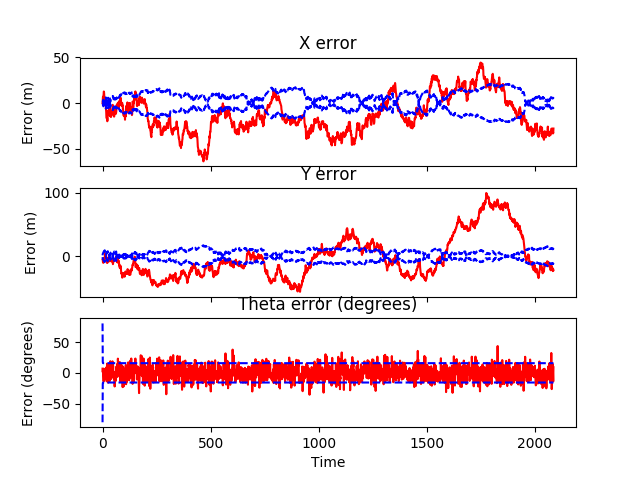 X error
50
0
−50
Error (m)
Y error
100
0
Error (m)
Theta error (degrees)
50
0
−50
Error (degrees)
0 500 1000 1500 2000
Time